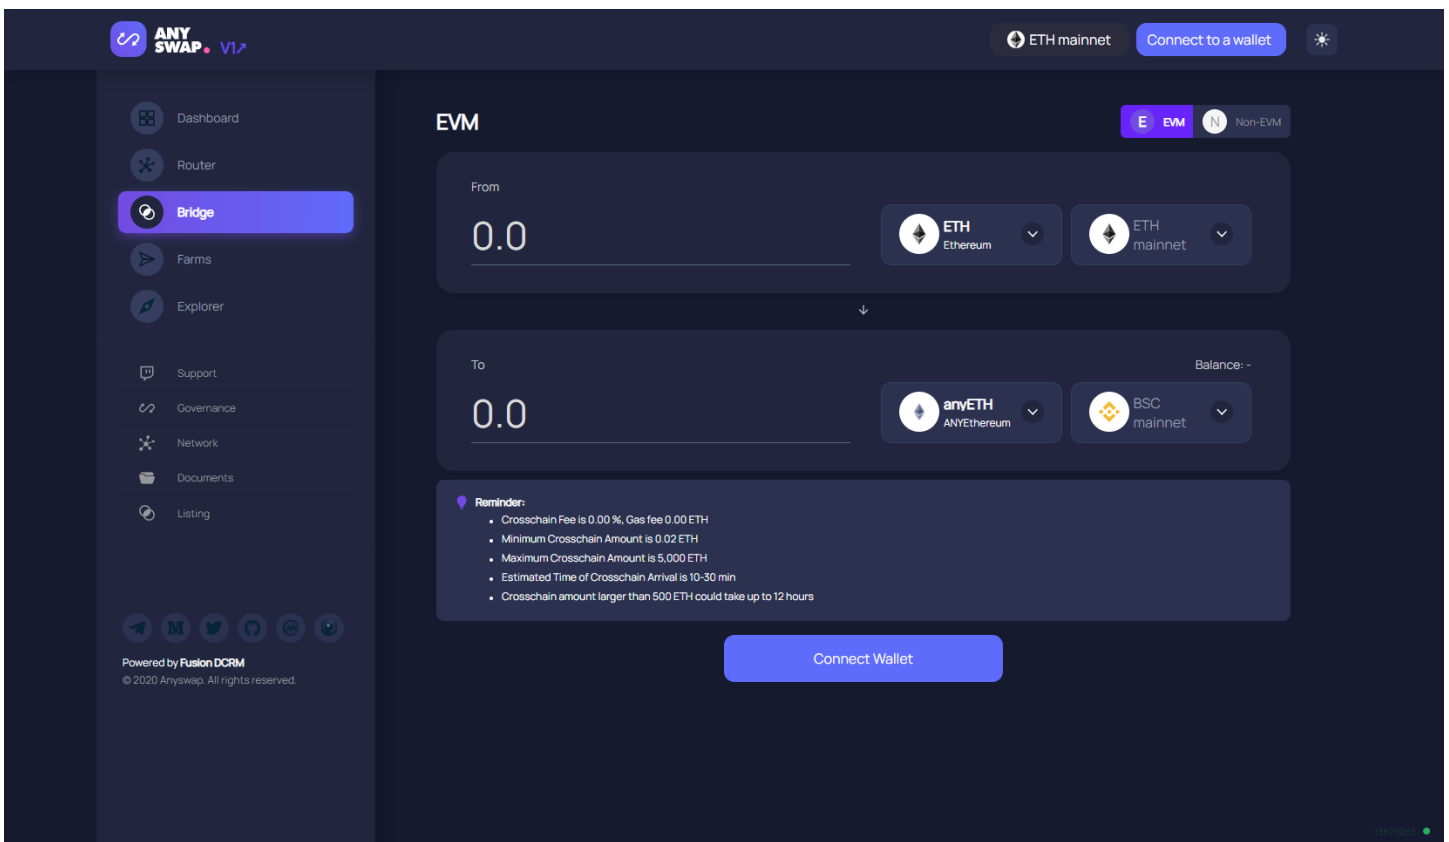 ANY
SWAP. V1↗
ETH mainnet
Connect to a wallet
Dashboard
Router
Bridge
Farms
Explorer
Support
Governance
Network
Documents
Listing
Powered by Fusion DCRM
© 2020 Anyswap. All rights reserved.
EVM
E EVM
N Non-EVM
From
0.0
ETH
Ethereum
ETH
mainnet
To
Balance: -
0.0
anyETH
ANYEthereum
BSC
mainnet
Reminder:
• Crosschain Fee is 0.00 %, Gas fee 0.00 ETH
• Minimum Crosschain Amount is 0.02 ETH
• Maximum Crosschain Amount is 5,000 ETH
• Estimated Time of Crosschain Arrival is 10-30 min
• Crosschain amount larger than 500 ETH could take up to 12 hours
Connect Wallet